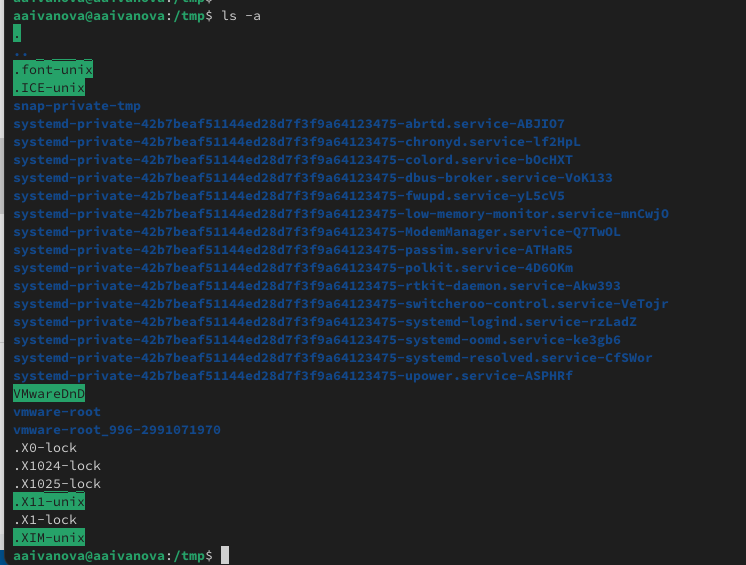 aaivanova@aaivanova:/tmp$ ls -a
.
..
.font-unix
.ICE-unix
snap-private-tmp
systemd-private-42b7beaf51144ed28d7f3f9a64123475-abrtd.service-ABJIO7
systemd-private-42b7beaf51144ed28d7f3f9a64123475-chronyd.service-lf2HpL
systemd-private-42b7beaf51144ed28d7f3f9a64123475-colord.service-bOcHXT
systemd-private-42b7beaf51144ed28d7f3f9a64123475-dbus-broker.service-VoK133
systemd-private-42b7beaf51144ed28d7f3f9a64123475-fwupd.service-yL5cV5
systemd-private-42b7beaf51144ed28d7f3f9a64123475-low-memory-monitor.service-mnCwjO
systemd-private-42b7beaf51144ed28d7f3f9a64123475-ModemManager.service-Q7TwOL
systemd-private-42b7beaf51144ed28d7f3f9a64123475-passim.service-ATHaR5
systemd-private-42b7beaf51144ed28d7f3f9a64123475-polkit.service-4D6OKm
systemd-private-42b7beaf51144ed28d7f3f9a64123475-rtkit-daemon.service-Akw393
systemd-private-42b7beaf51144ed28d7f3f9a64123475-switcheroo-control.service-VeTojr
systemd-private-42b7beaf51144ed28d7f3f9a64123475-systemd-logind.service-rzLadZ
systemd-private-42b7beaf51144ed28d7f3f9a64123475-systemd-oomd.service-ke3gb6
systemd-private-42b7beaf51144ed28d7f3f9a64123475-systemd-resolved.service-CfSWor
systemd-private-42b7beaf51144ed28d7f3f9a64123475-upower.service-ASPHRf
VMwareDnD
vmware-root
vmware-root_996-2991071970
.X0-lock
.X1024-lock
.X1025-lock
.X11-unix
.X1-lock
.XIM-unix
aaivanova@aaivanova:/tmp$